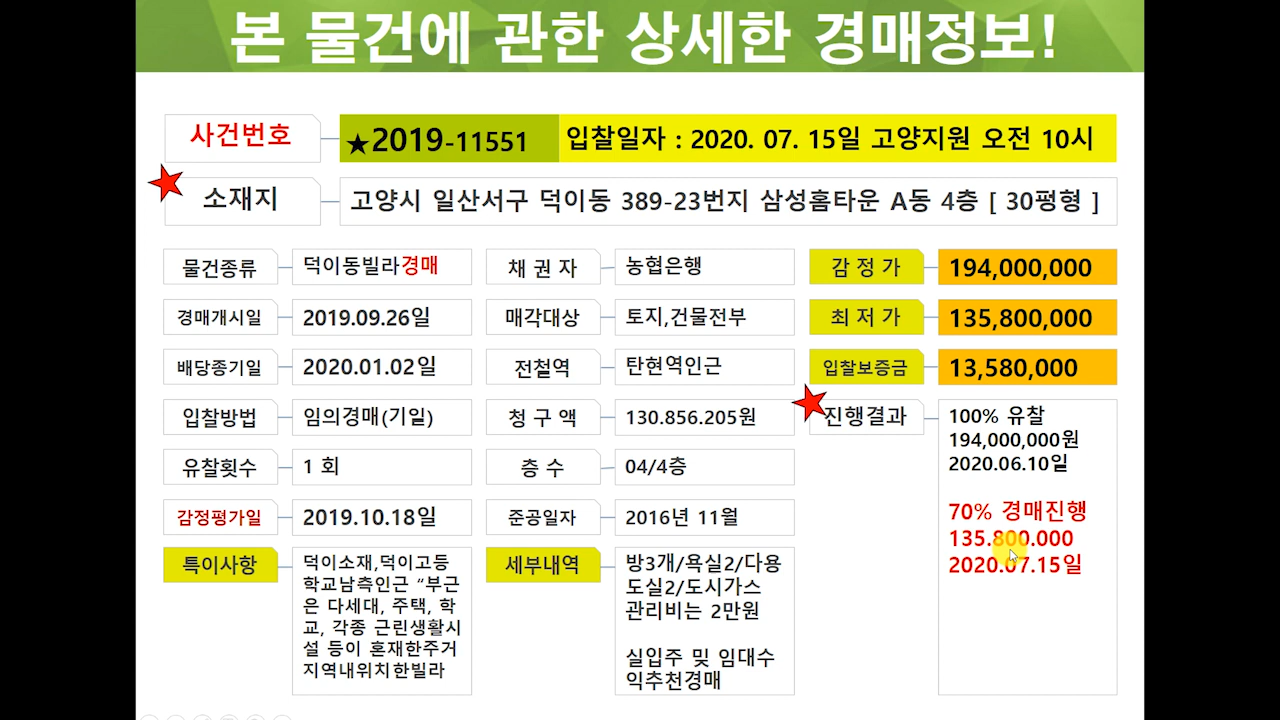 본 물건에 관한 상세한 경매정보!
사건번호
★2019-11551
입찰일자 : 2020. 07. 15일 고양지원 오전 10시
소재지
고양시 일산서구 덕이동 389-23번지 삼성홈타운 A동 4층 [ 30평형 ]
물건종류
덕이동빌라경매
채 권 자
농협은행
감 정 가
194,000,000
경매개시일
2019.09.26일
매각대상
토지,건물전부
최 저 가
135,800,000
배당종기일
2020.01.02일
전철역
탄현역인근
입찰보증금
13,580,000
입찰방법
임의경매(기일)
청 구 액
130.856.205원
진행결과
100% 유찰
194,000,000원
2020.06.10일
70% 경매진행
135.800.000
2020.07.15일
유찰횟수
1 회
층 수
04/4층
감정평가일
2019.10.18일
준공일자
2016년 11월
특이사항
덕이소재,덕이고등
학교남측인근 “부근
은 다세대, 주택, 학
교, 각종 근린생활시
설 등이 혼재한주거
지역내위치한빌라
세부내역
방3개/욕실2/다용
도실2/도시가스
관리비는 2만원
실입주 및 임대수
익추천경매